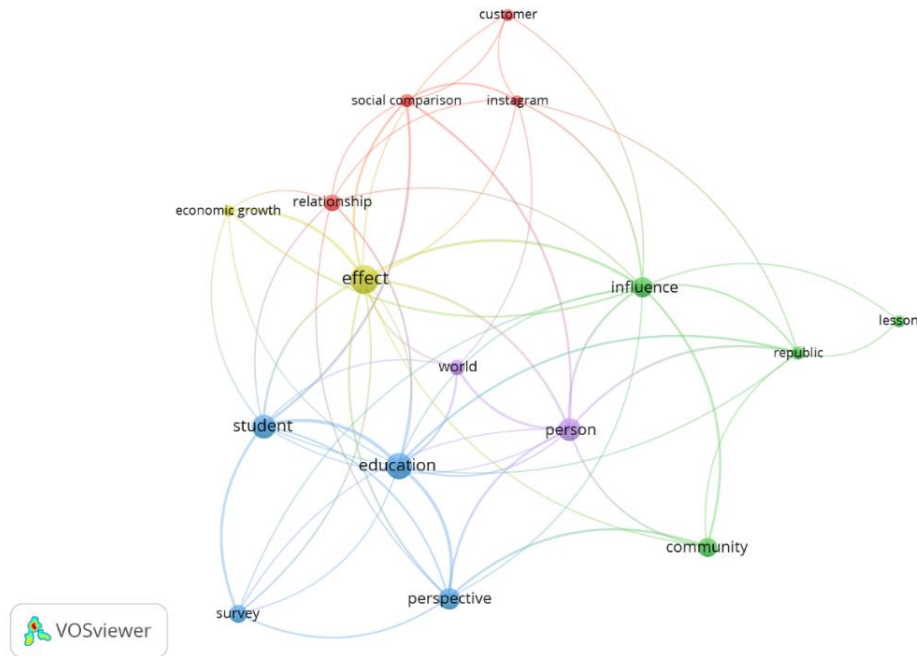 customer
social comparison
instagram
relationship
economic growth
effect
influence
lesson
republic
world
student
person
education
community
perspective
survey
VOSviewer